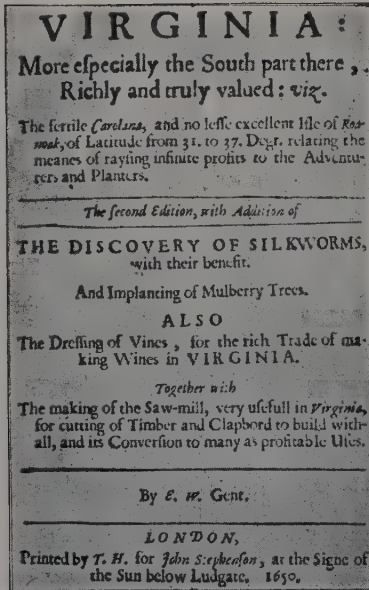 VIRGINIA:
More eſpecially the South part there,
Richly and truly valued: viz.
The fertile Carolana, and no leſſe excellent Iſle of Roa-
noak, of Latitude from 31. to 37. Degr. relating the
meanes of rayſing infinite profits to the Adventu-
rers and Planters.
The ſecond Edition, with Addition of
THE DISCOVERY OF SILKWORMS,
with their benefit.
And Implanting of Mulberry Trees.
ALSO
The Dreſſing of Vines, for the rich Trade of ma-
king Wines in VIRGINIA.
Together with
The making of the Saw-mill, very uſefull in Virginia,
for cutting of Timber and Clapbord to build with-
all, and its Converſion to many as profitable Uſes.
By E. W. Gent.
LONDON,
Printed by T. H. for John Stephenſon, at the Signe of
the Sun below Ludgate. 1650.